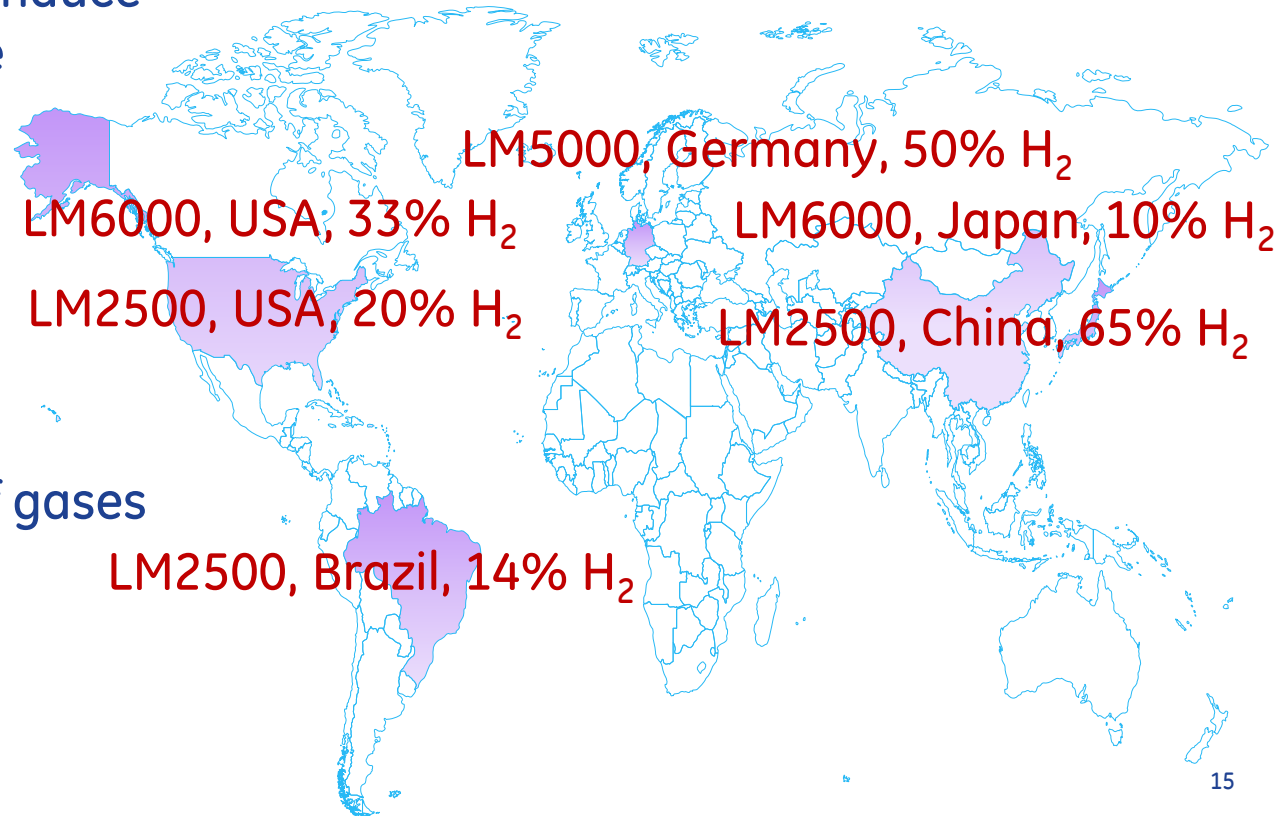 LM5000, Germany, 50% H₂
LM6000, USA, 33% H₂
LM6000, Japan, 10% H₂
LM2500, USA, 20% H₂
LM2500, China, 65% H₂
gases
LM2500, Brazil, 14% H₂
15